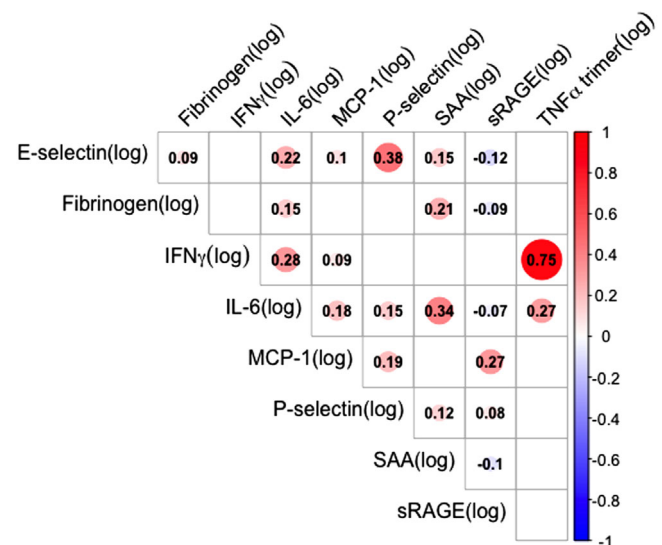 Fibrinogen(log)
IFNγ(log)
IL-6(log)
MCP-1(log)
P-selectin(log)
SAA(log)
sRAGE(log)
TNFα trimer(log)
E-selectin(log) 0.09 0.22 0.1 0.38 0.15 -0.12
Fibrinogen(log) 0.15 0.21 -0.09
IFNγ(log) 0.28 0.09 0.75
IL-6(log) 0.18 0.15 0.34 -0.07 0.27
MCP-1(log) 0.19 0.27
P-selectin(log) 0.12 0.08
SAA(log) -0.1
sRAGE(log)
1
0.8
0.6
0.4
0.2
0
-0.2
-0.4
-0.6
-0.8
-1